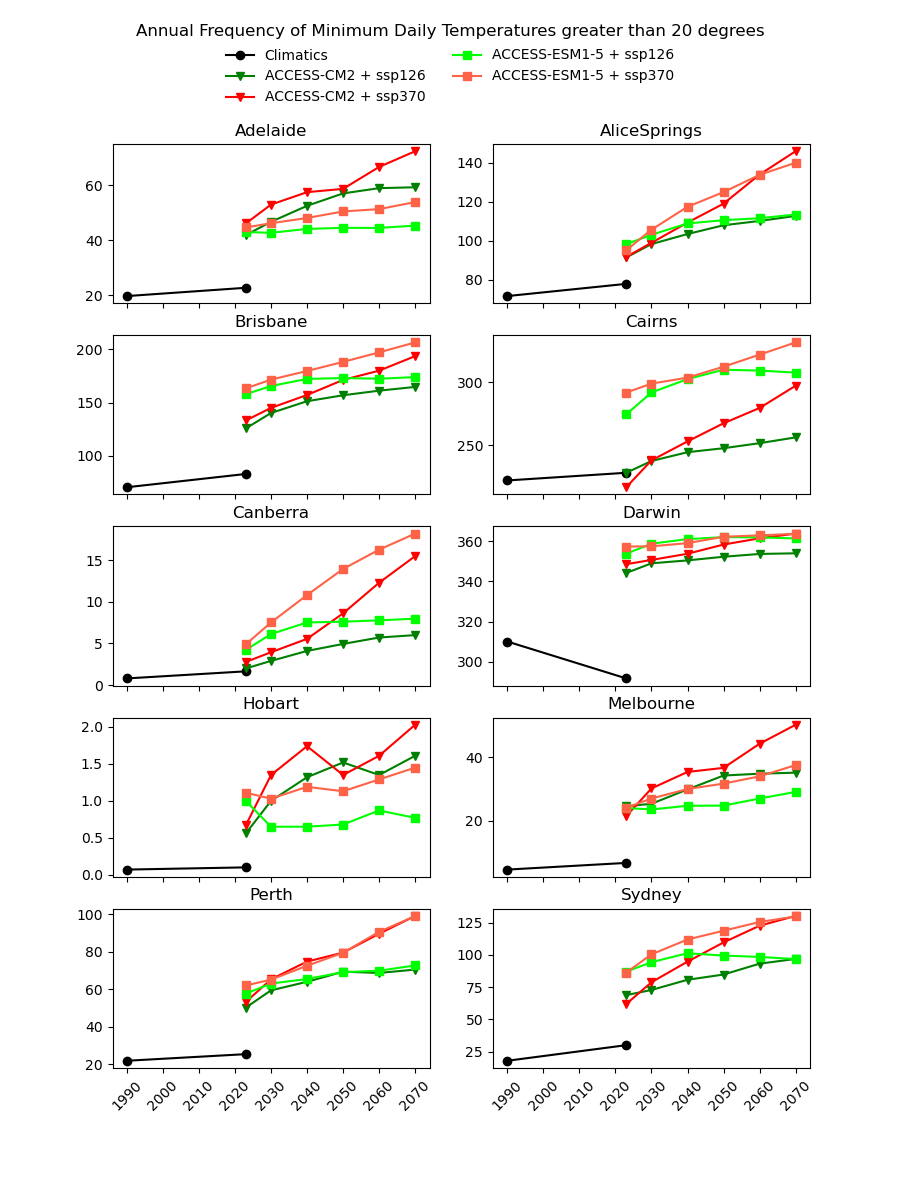 Annual Frequency of Minimum Daily Temperatures greater than 20 degrees
Climatics
ACCESS-CM2 + ssp126
ACCESS-CM2 + ssp370
ACCESS-ESM1-5 + ssp126
ACCESS-ESM1-5 + ssp370
Adelaide
60
40
20
AliceSprings
140
120
100
80
Brisbane
200
150
100
Cairns
300
250
Canberra
15
10
5
0
Darwin
360
340
320
300
Hobart
2.0
1.5
1.0
0.5
0.0
Melbourne
40
20
Perth
100
80
60
40
20
1990 2000 2010 2020 2030 2040 2050 2060 2070
Sydney
125
100
75
50
25
1990 2000 2010 2020 2030 2040 2050 2060 2070